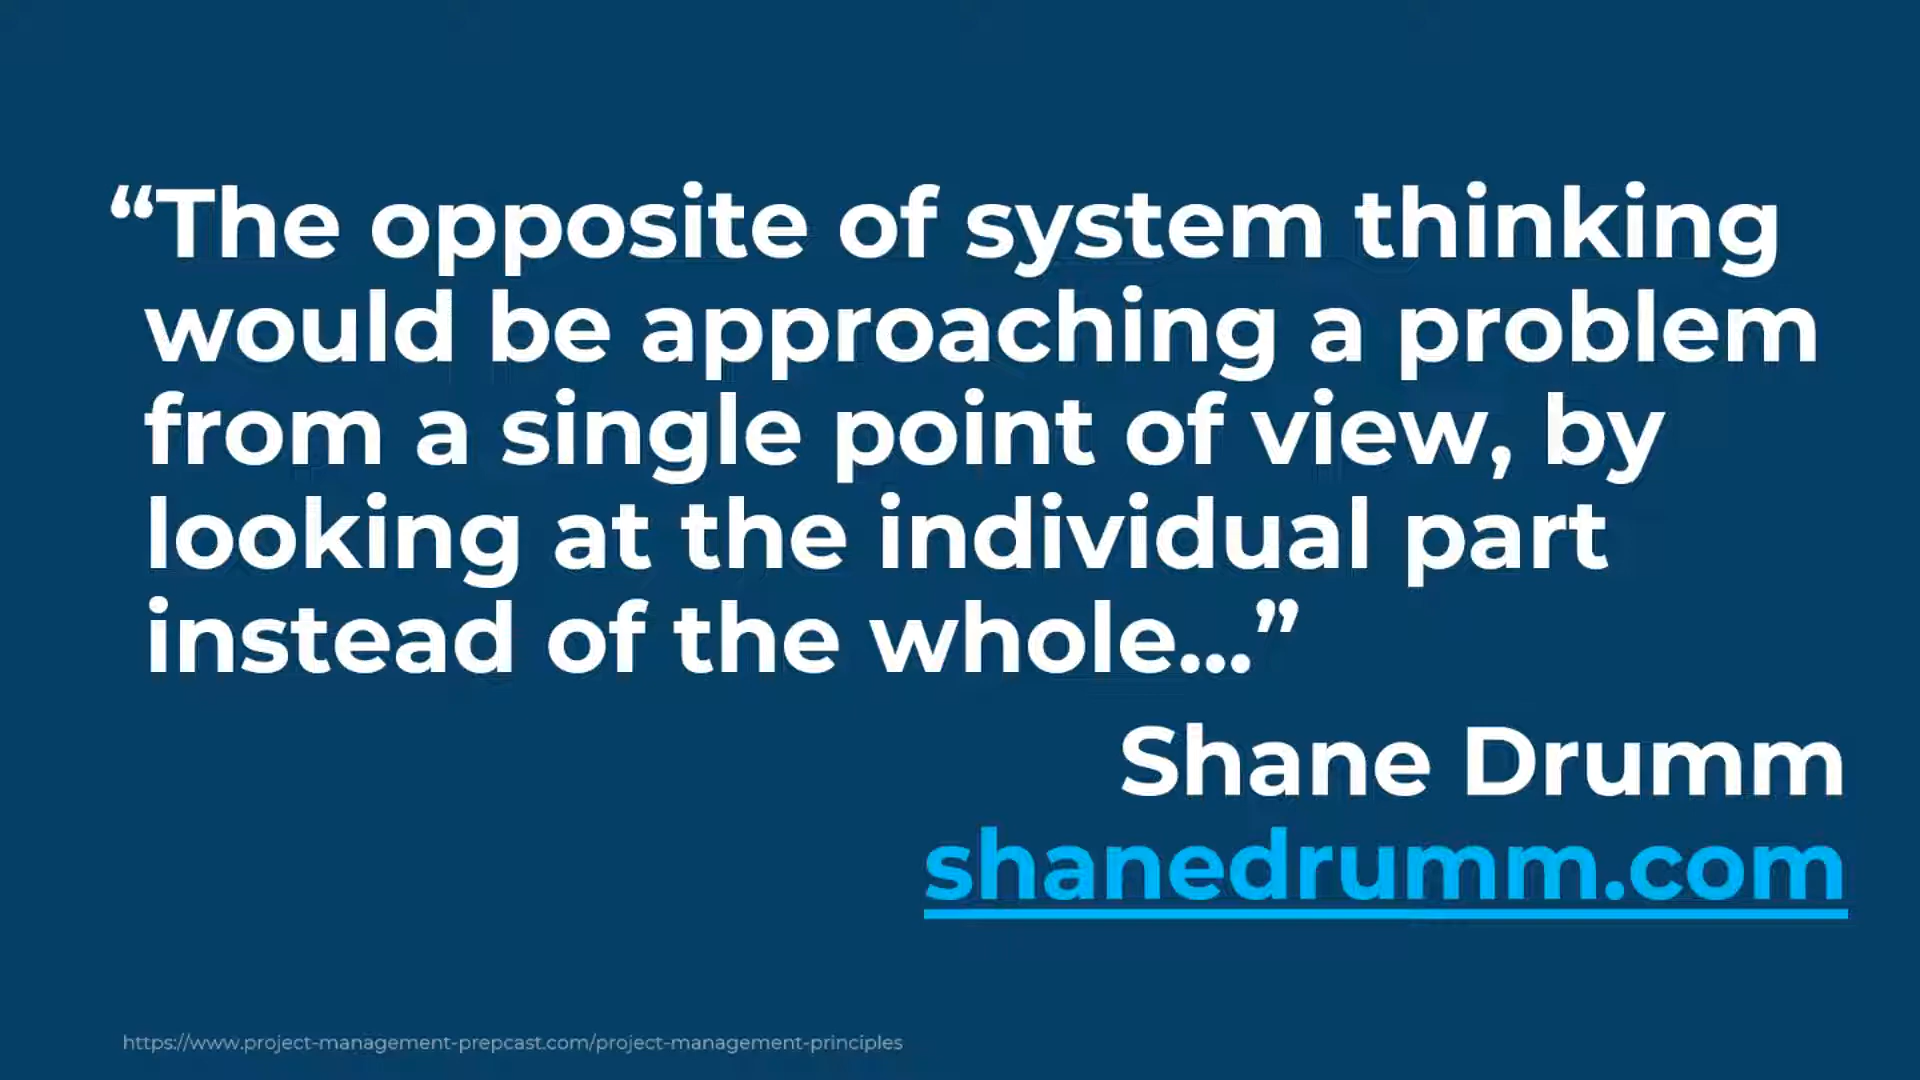 “The opposite of system thinking
would be approaching a problem
from a single point of view, by
looking at the individual part
instead of the whole...”
Shane Drumm
shanedrumm.com
https://www.project-management-prepcast.com/project-management-principles